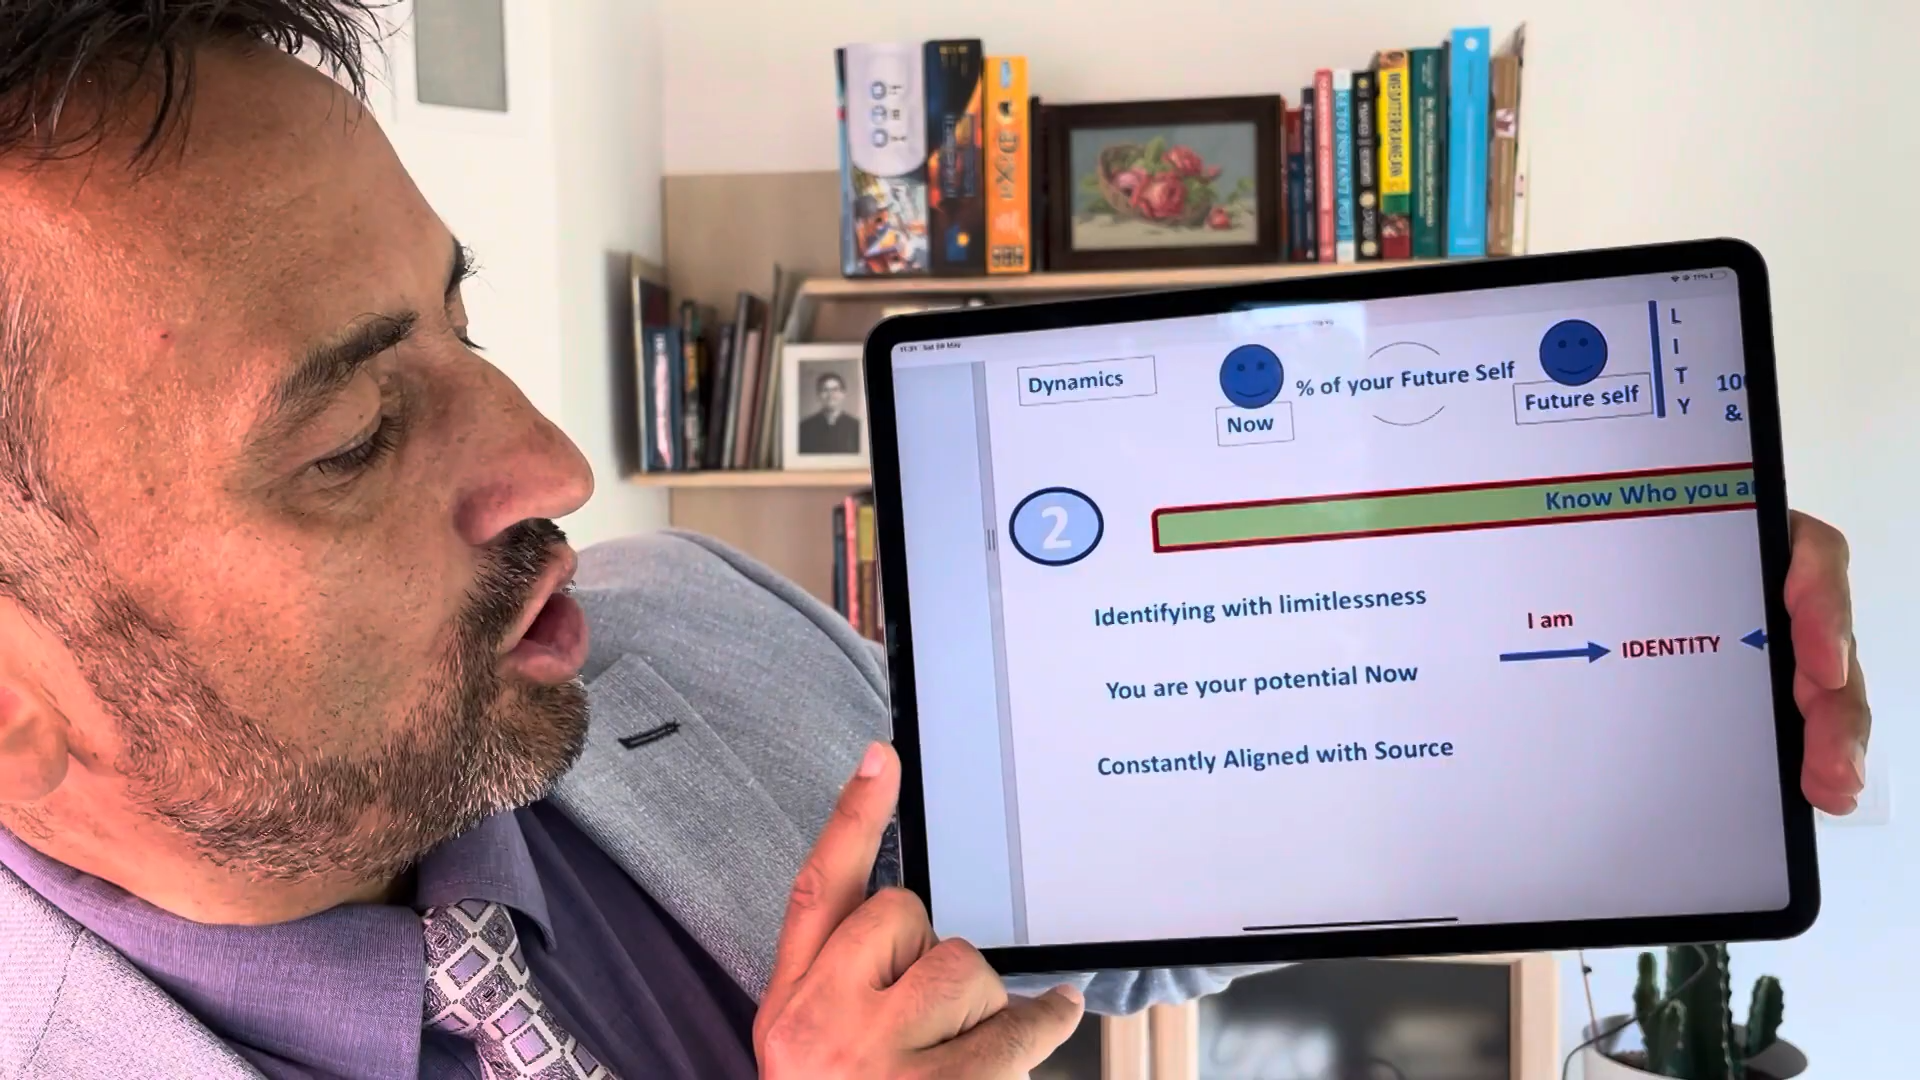 Dynamics
Now
% of your Future Self
Future self
L
I
T
Y
&
2
Know Who you
Identifying with limitlessness
I am
IDENTITY
You are your potential Now
Constantly Aligned with Source